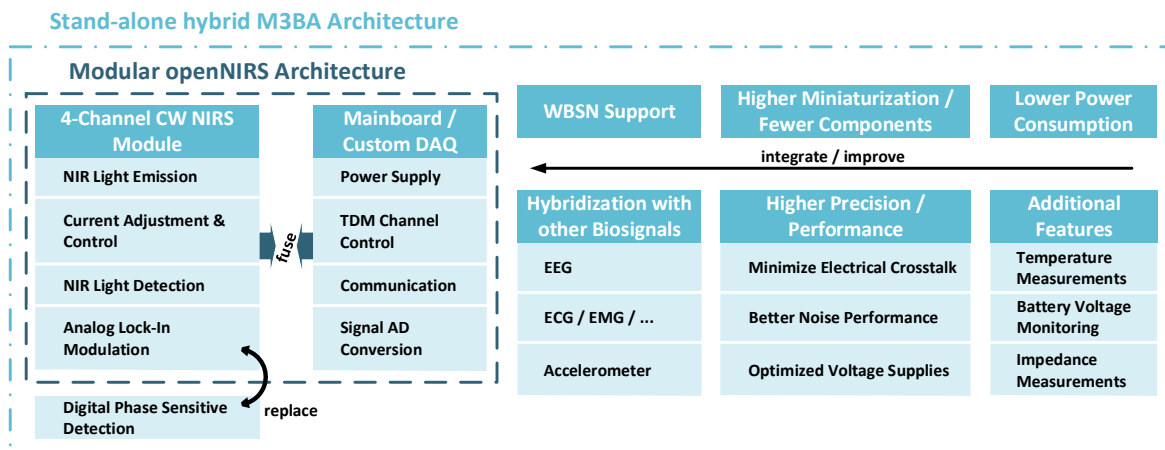 Stand-alone hybrid M3BA Architecture
Modular openNIRS Architecture
4-Channel CW NIRS
Module
NIR Light Emission
Current Adjustment &
Control
NIR Light Detection
Analog Lock-In
Modulation
Digital Phase Sensitive
Detection
replace
fuse
Mainboard /
Custom DAQ
Power Supply
TDM Channel
Control
Communication
Signal AD
Conversion
WBSN Support
Higher Miniaturization /
Fewer Components
Lower Power
Consumption
integrate / improve
Hybridization with
other Biosignals
EEG
ECG / EMG / ...
Accelerometer
Higher Precision /
Performance
Minimize Electrical Crosstalk
Better Noise Performance
Optimized Voltage Supplies
Additional
Features
Temperature
Measurements
Battery Voltage
Monitoring
Impedance
Measurements